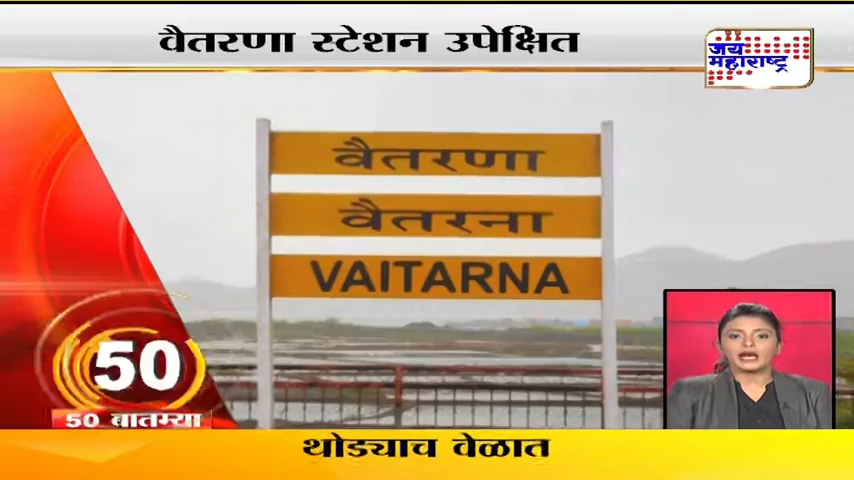 वैतरणा स्टेशन उपेक्षित
जय
महाराष्ट्र
वैतरणा
वैतरना
VAITARNA
50
50 बातम्या
थोड्याच वेळात